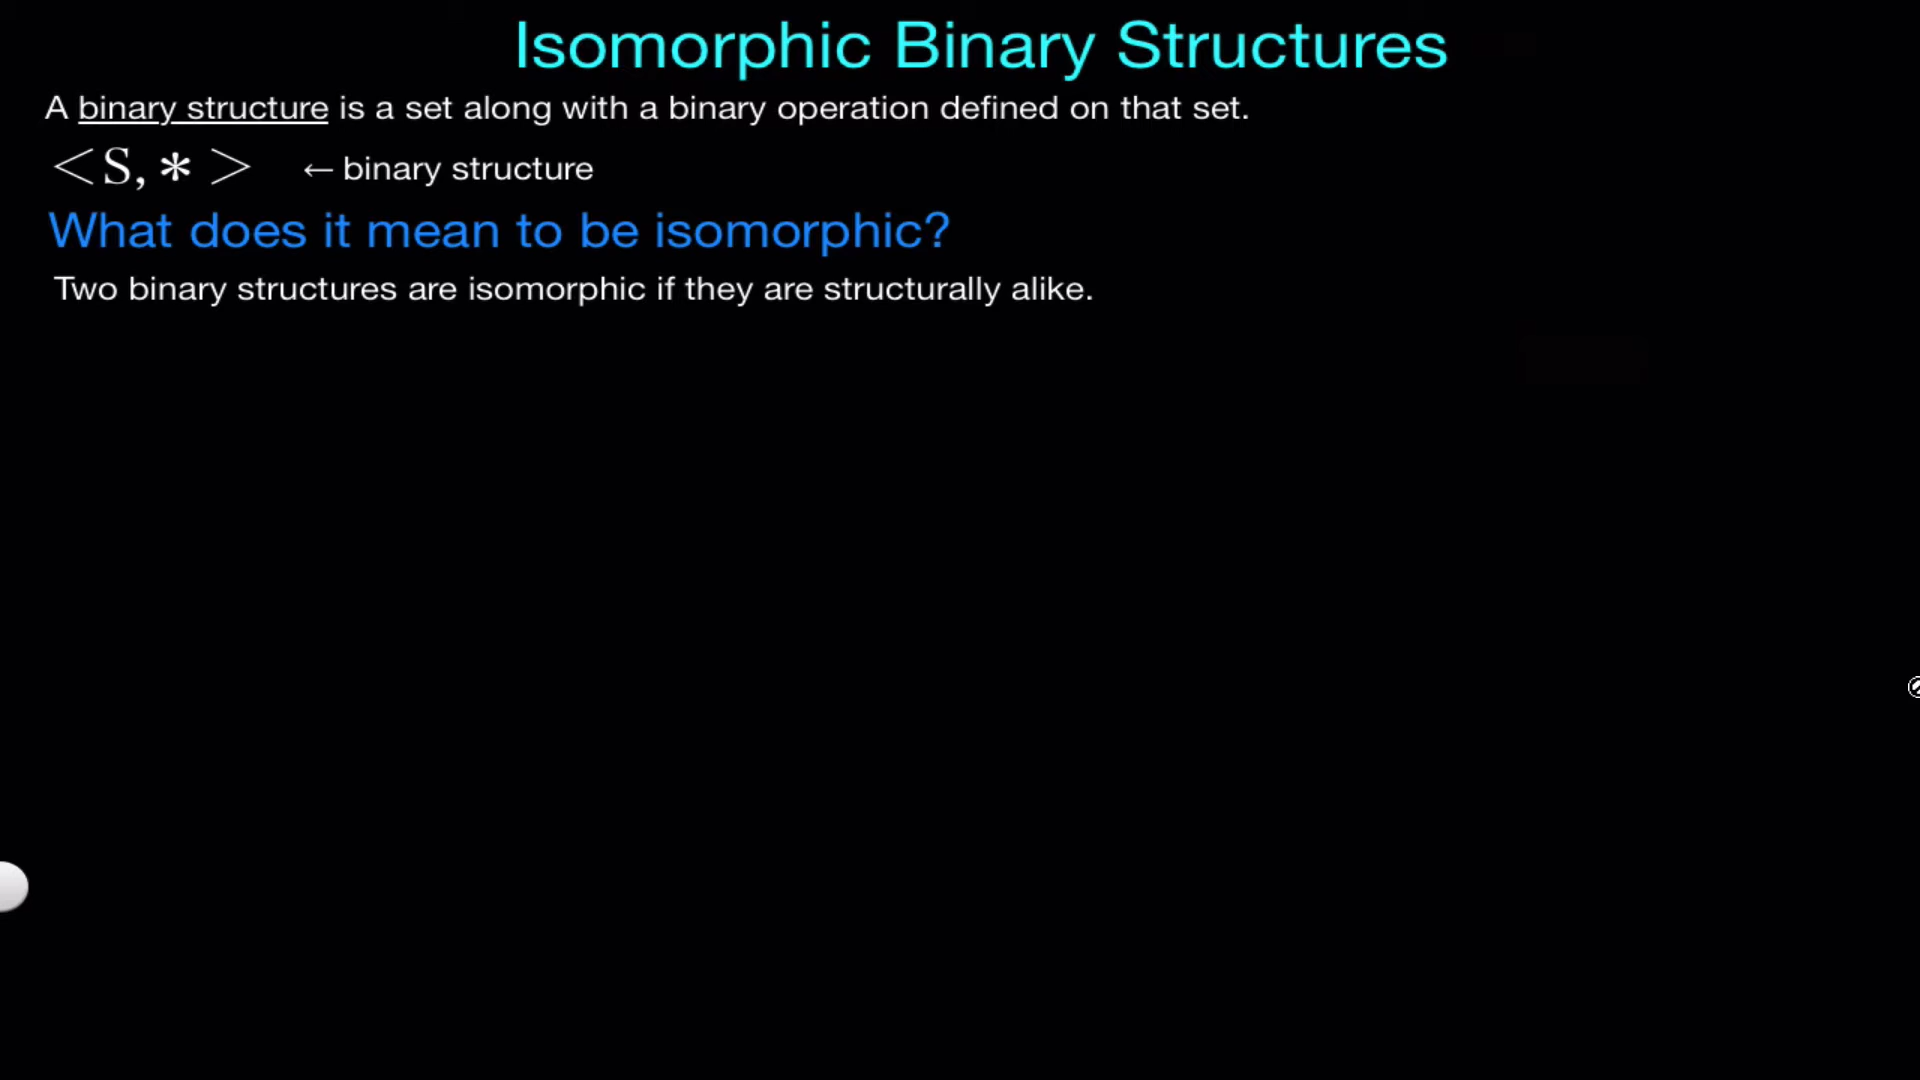 Isomorphic Binary Structures
A binary structure is a set along with a binary operation defined on that set.
<S, * > ← binary structure
What does it mean to be isomorphic?
Two binary structures are isomorphic if they are structurally alike.